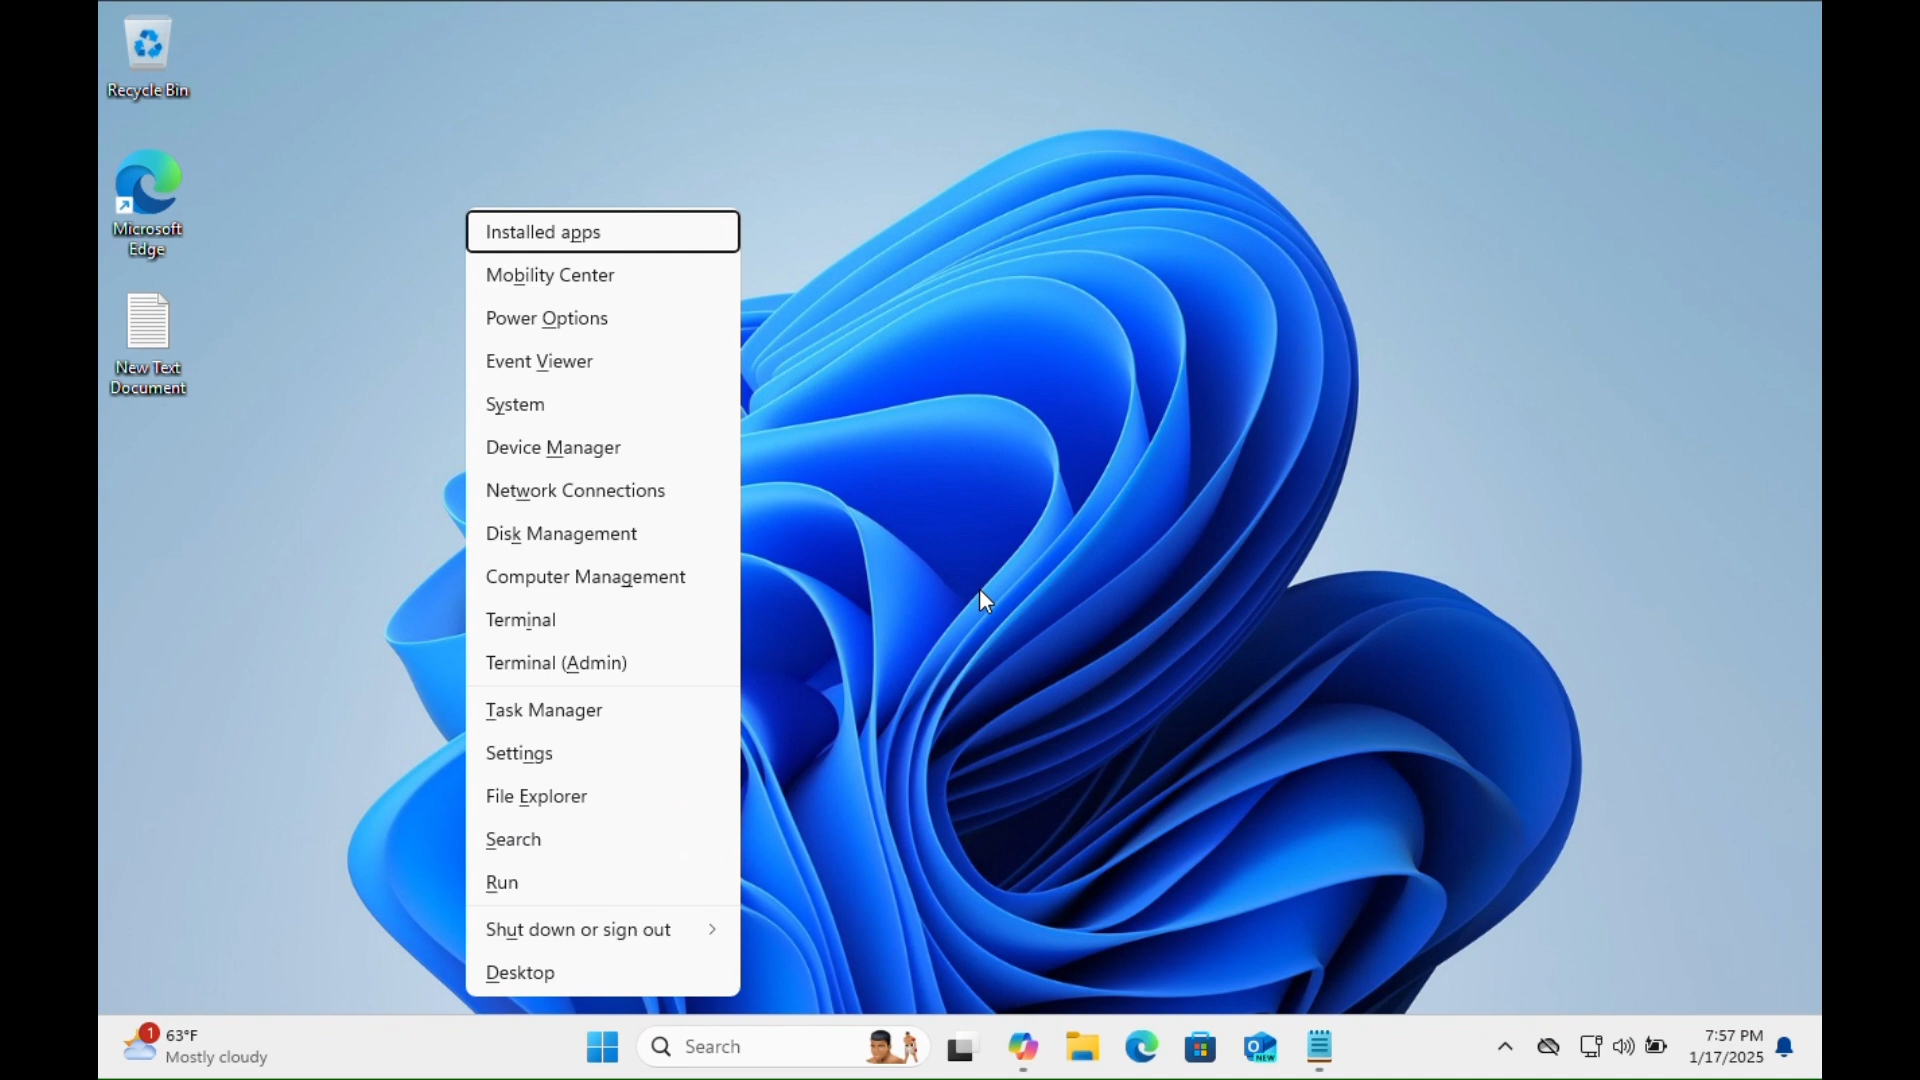 Recycle Bin
Microsoft
Edge
New Text
Document
Installed apps
Mobility Center
Power Options
Event Viewer
System
Device Manager
Network Connections
Disk Management
Computer Management
Terminal
Terminal (Admin)
Task Manager
Settings
File Explorer
Search
Run
Shut down or sign out
Desktop
1
63°F
Mostly cloudy
Search
O
NEW
7:57 PM
1/17/2025